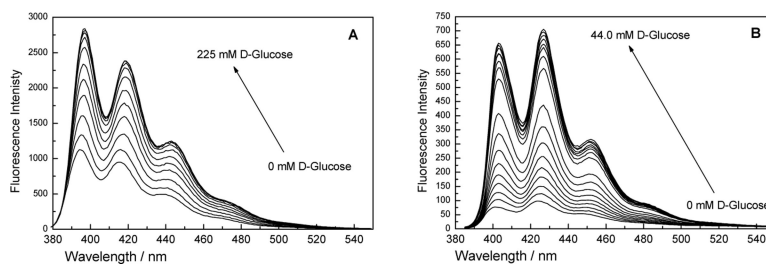 A
225 mM D-Glucose
0 mM D-Glucose
Fluorescence Intenisty
3000
2500
2000
1500
1000
500
0
380 400 420 440 460 480 500 520 540
Wavelength / nm
B
44.0 mM D-Glucose
0 mM D-Glucose
Fluorescence Intensity
750
700
650
600
550
500
450
400
350
300
250
200
150
100
50
0
380 400 420 440 460 480 500 520 540
Wavelength / nm